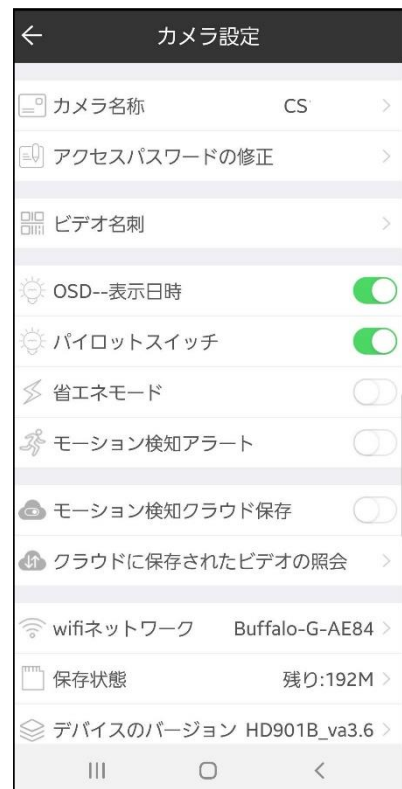 カメラ設定
カメラ名称 CS
アクセスパスワードの修正
ビデオ名刺
OSD--表示日時
パイロットスイッチ
省エネモード
モーション検知アラート
モーション検知クラウド保存
クラウドに保存されたビデオの照会
wifiネットワーク Buffalo-G-AE84
保存状態 残り:192M
デバイスのバージョン HD901B_va3.6